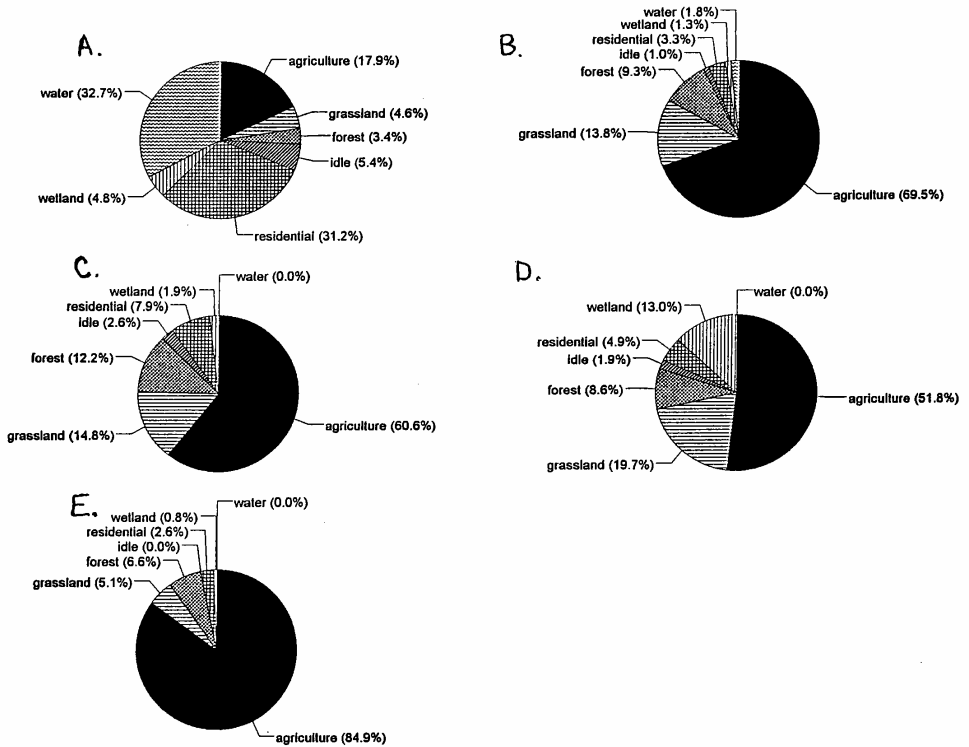 A.
agriculture (17.9%)
grassland (4.6%)
forest (3.4%)
idle (5.4%)
residential (31.2%)
wetland (4.8%)
water (32.7%)
B.
water (1.8%)
wetland (1.3%)
residential (3.3%)
idle (1.0%)
forest (9.3%)
grassland (13.8%)
agriculture (69.5%)
C.
water (0.0%)
wetland (1.9%)
residential (7.9%)
idle (2.6%)
forest (12.2%)
grassland (14.8%)
agriculture (60.6%)
D.
water (0.0%)
wetland (13.0%)
residential (4.9%)
idle (1.9%)
forest (8.6%)
grassland (19.7%)
agriculture (51.8%)
E.
water (0.0%)
wetland (0.8%)
residential (2.6%)
idle (0.0%)
forest (6.6%)
grassland (5.1%)
agriculture (84.9%)